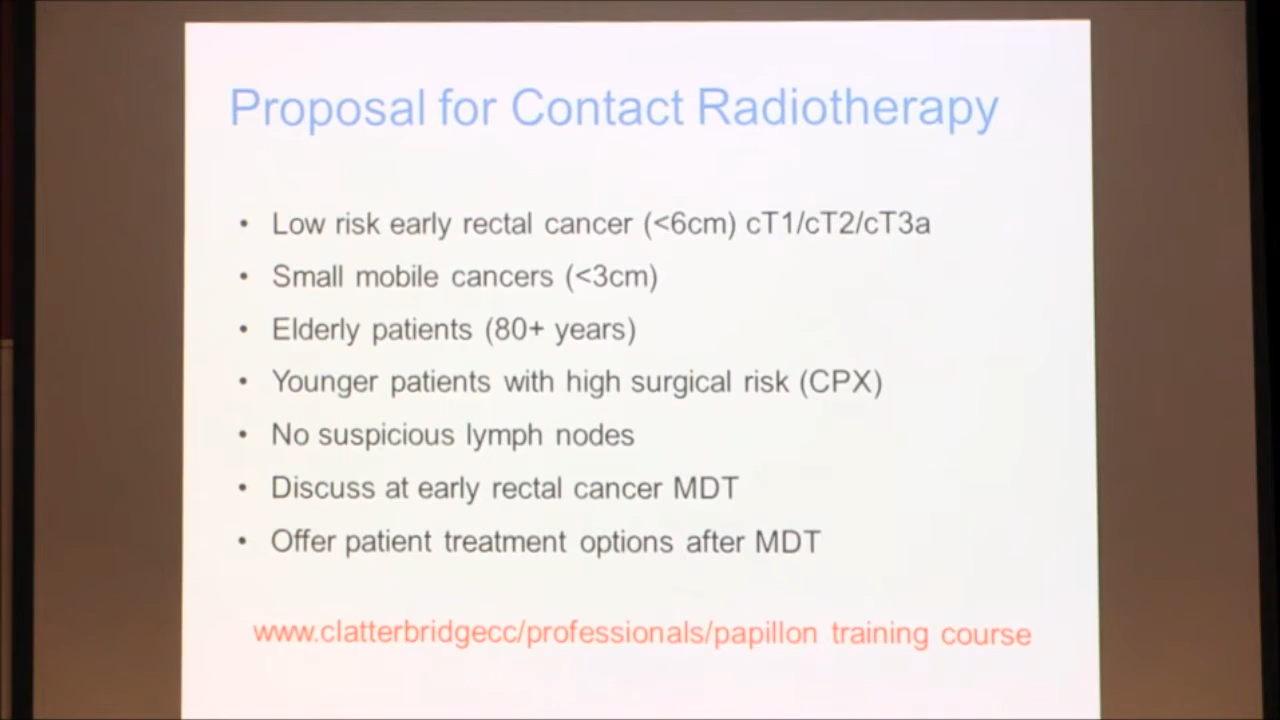 Proposal for Contact Radiotherapy
• Low risk early rectal cancer (<6cm) cT1/cT2/cT3a
• Small mobile cancers (<3cm)
• Elderly patients (80+ years)
• Younger patients with high surgical risk (CPX)
• No suspicious lymph nodes
• Discuss at early rectal cancer MDT
• Offer patient treatment options after MDT
www.clatterbridgecc/professionals/papillon training course